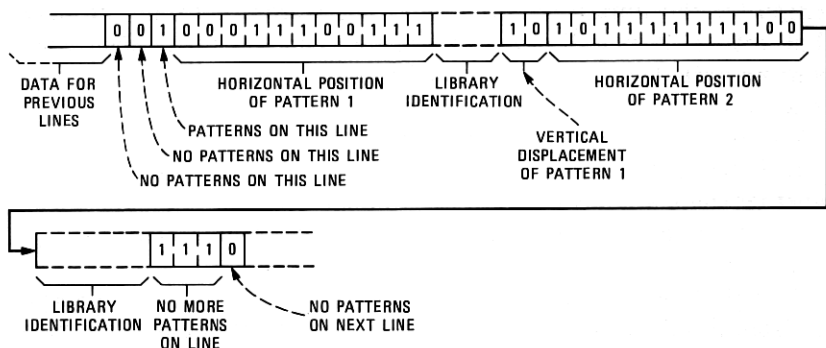 0 0 1 0 0 0 1 1 1 0 0 1 1 1 1 0 1 0 1 1 1 1 1 1 1 0 0
DATA FOR
PREVIOUS
LINES
HORIZONTAL POSITION
OF PATTERN 1
LIBRARY
IDENTIFICATION
HORIZONTAL POSITION
OF PATTERN 2
PATTERNS ON THIS LINE
NO PATTERNS ON THIS LINE
NO PATTERNS ON THIS LINE
VERTICAL
DISPLACEMENT
OF PATTERN 1
1 1 1 0
LIBRARY
IDENTIFICATION
NO MORE
PATTERNS
ON LINE
NO PATTERNS
ON NEXT LINE